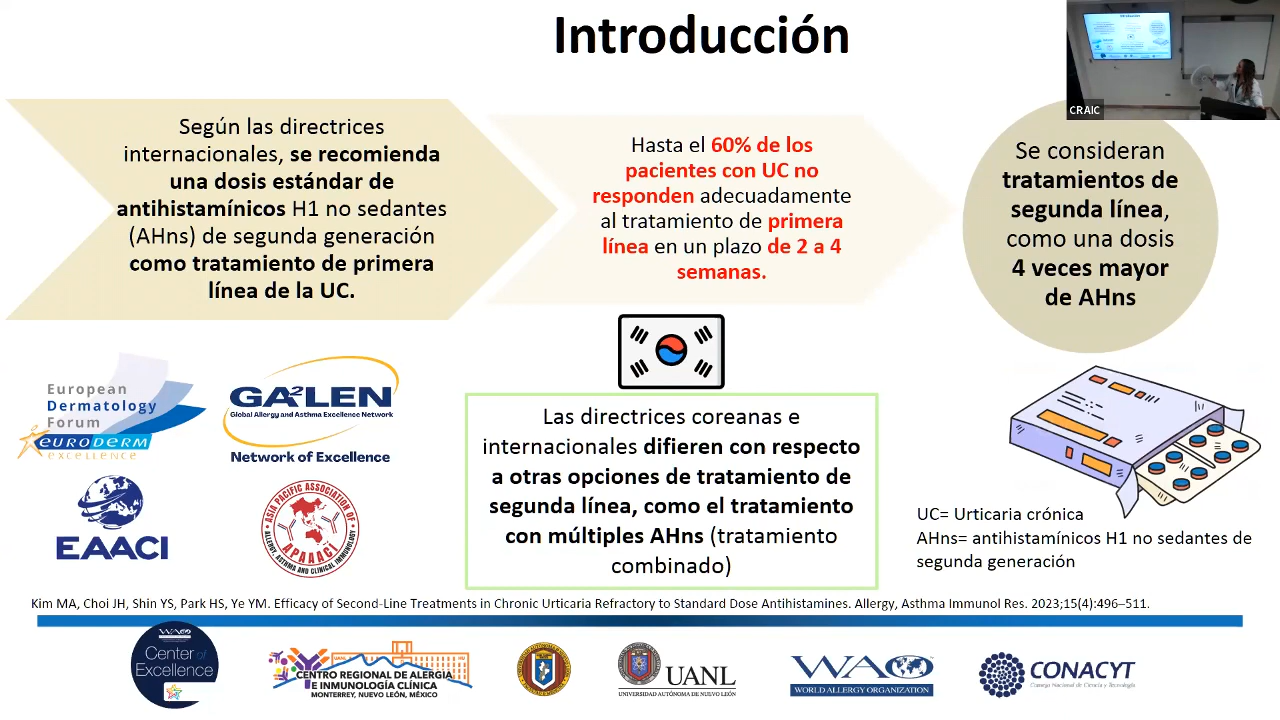 Introducción
CRAIC
Según las directrices
internacionales, se recomienda
una dosis estándar de
antihistamínicos H1 no sedantes
(AHns) de segunda generación
como tratamiento de primera
línea de la UC.
Hasta el 60% de los
pacientes con UC no
responden adecuadamente
al tratamiento de primera
línea en un plazo de 2 a 4
semanas.
Se consideran
tratamientos de
segunda línea,
como una dosis
4 veces mayor
de AHns
European
Dermatology
Forum
EURODERM
EXCELLENCE
GA²LEN
Global Allergy and Asthma Excellence Network
Network of Excellence
EAACI
ASIA PACIFIC ASSOCIATION OF
ALLERGY, ASTHMA AND CLINICAL IMMUNOLOGY
APAAACI
Las directrices coreanas e
internacionales difieren con respecto
a otras opciones de tratamiento de
segunda línea, como el tratamiento
con múltiples AHns (tratamiento
combinado)
UC= Urticaria crónica
AHns= antihistamínicos H1 no sedantes de
segunda generación
Kim MA, Choi JH, Shin YS, Park HS, Ye YM. Efficacy of Second-Line Treatments in Chronic Urticaria Refractory to Standard Dose Antihistamines. Allergy, Asthma Immunol Res. 2023;15(4):496–511.
WAO
Center of
Excellence
UANL
CENTRO REGIONAL DE ALERGIA
E INMUNOLOGÍA CLÍNICA
MONTERREY, NUEVO LEÓN, MÉXICO
UANL
UNIVERSIDAD AUTÓNOMA DE NUEVO LEÓN
WAO
WORLD ALLERGY ORGANIZATION
CONACYT
Consejo Nacional de Ciencia y Tecnología